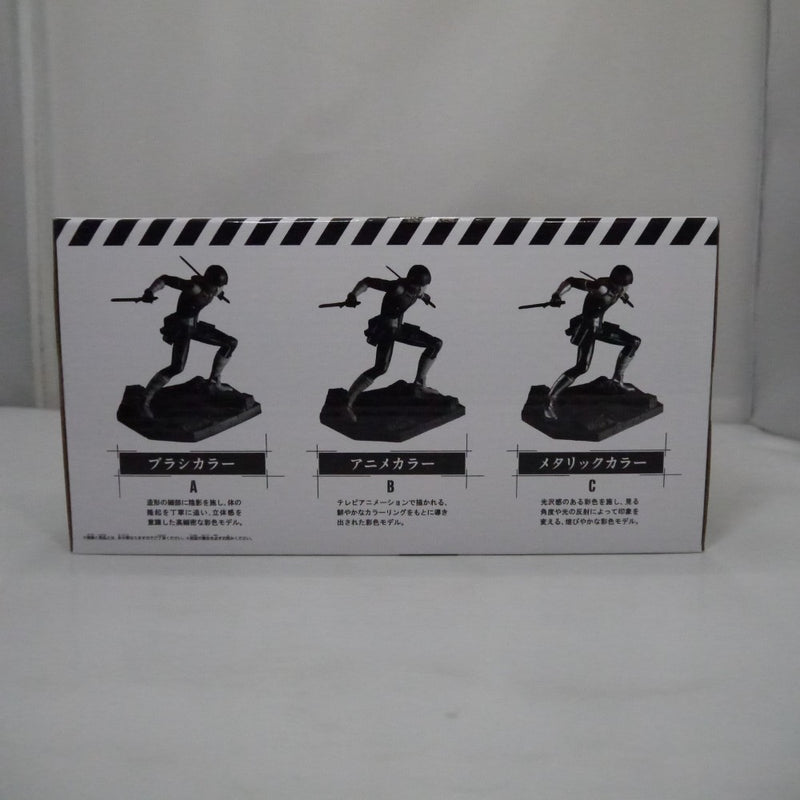 ブラシカラー
A
造形の細部に陰影を施し、体の
隆起を丁寧に追い、立体感を
意識した高緻密な彩色モデル。
アニメカラー
B
テレビアニメーションで描かれる、
鮮やかなカラーリングをもとに導き
出された彩色モデル。
メタリックカラー
C
光沢感のある彩色を施し、見る
角度や光の反射によって印象を
変える、煌びやかな彩色モデル。